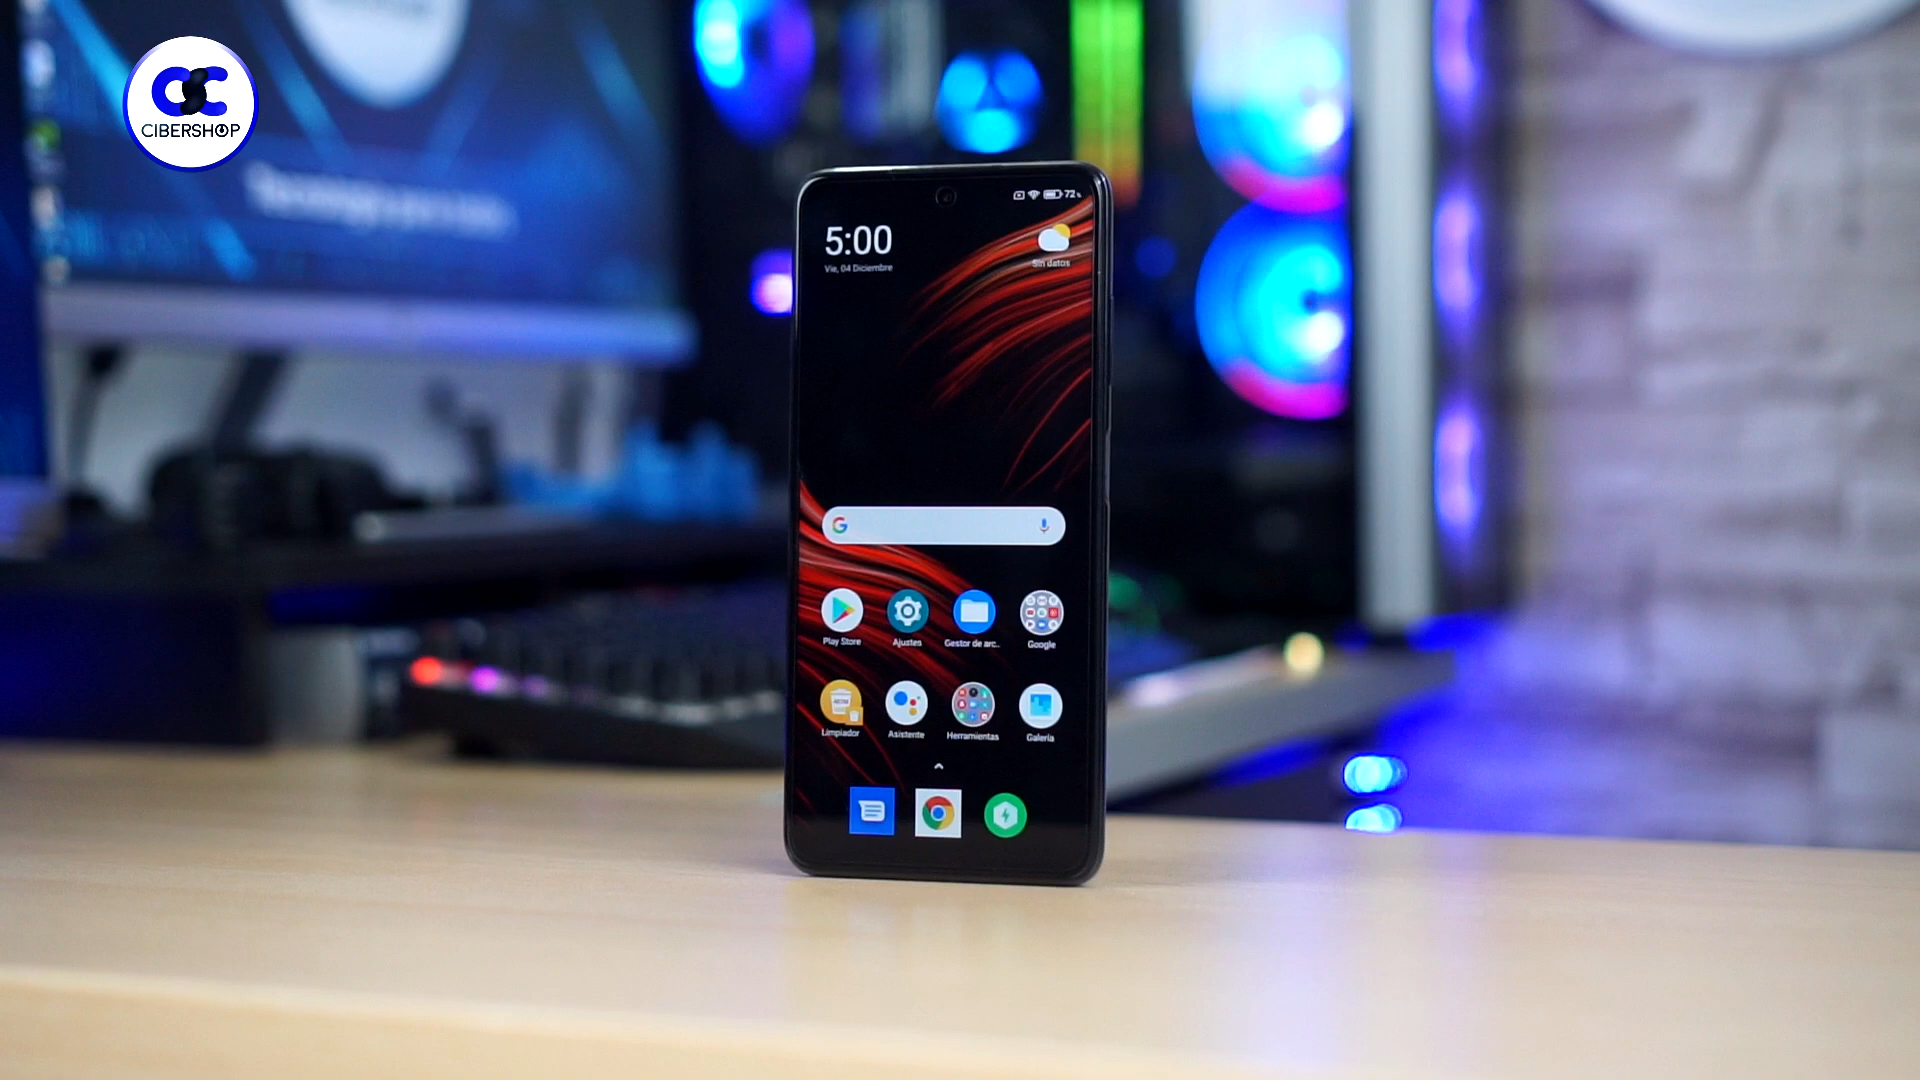 CIBERSHOP
72%
5:00
Vie, 04 Diciembre
Sin datos
Play Store
Ajustes
Gestor de arc...
Google
Limpiador
Asistente
Herramientas
Galería